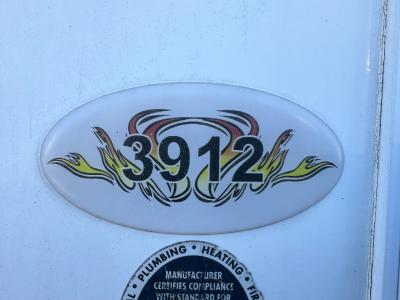 3912
PLUMBING • HEATING •
MANUFACTURER
CERTIFIES COMPLIANCE
WITH STANDARD FOR